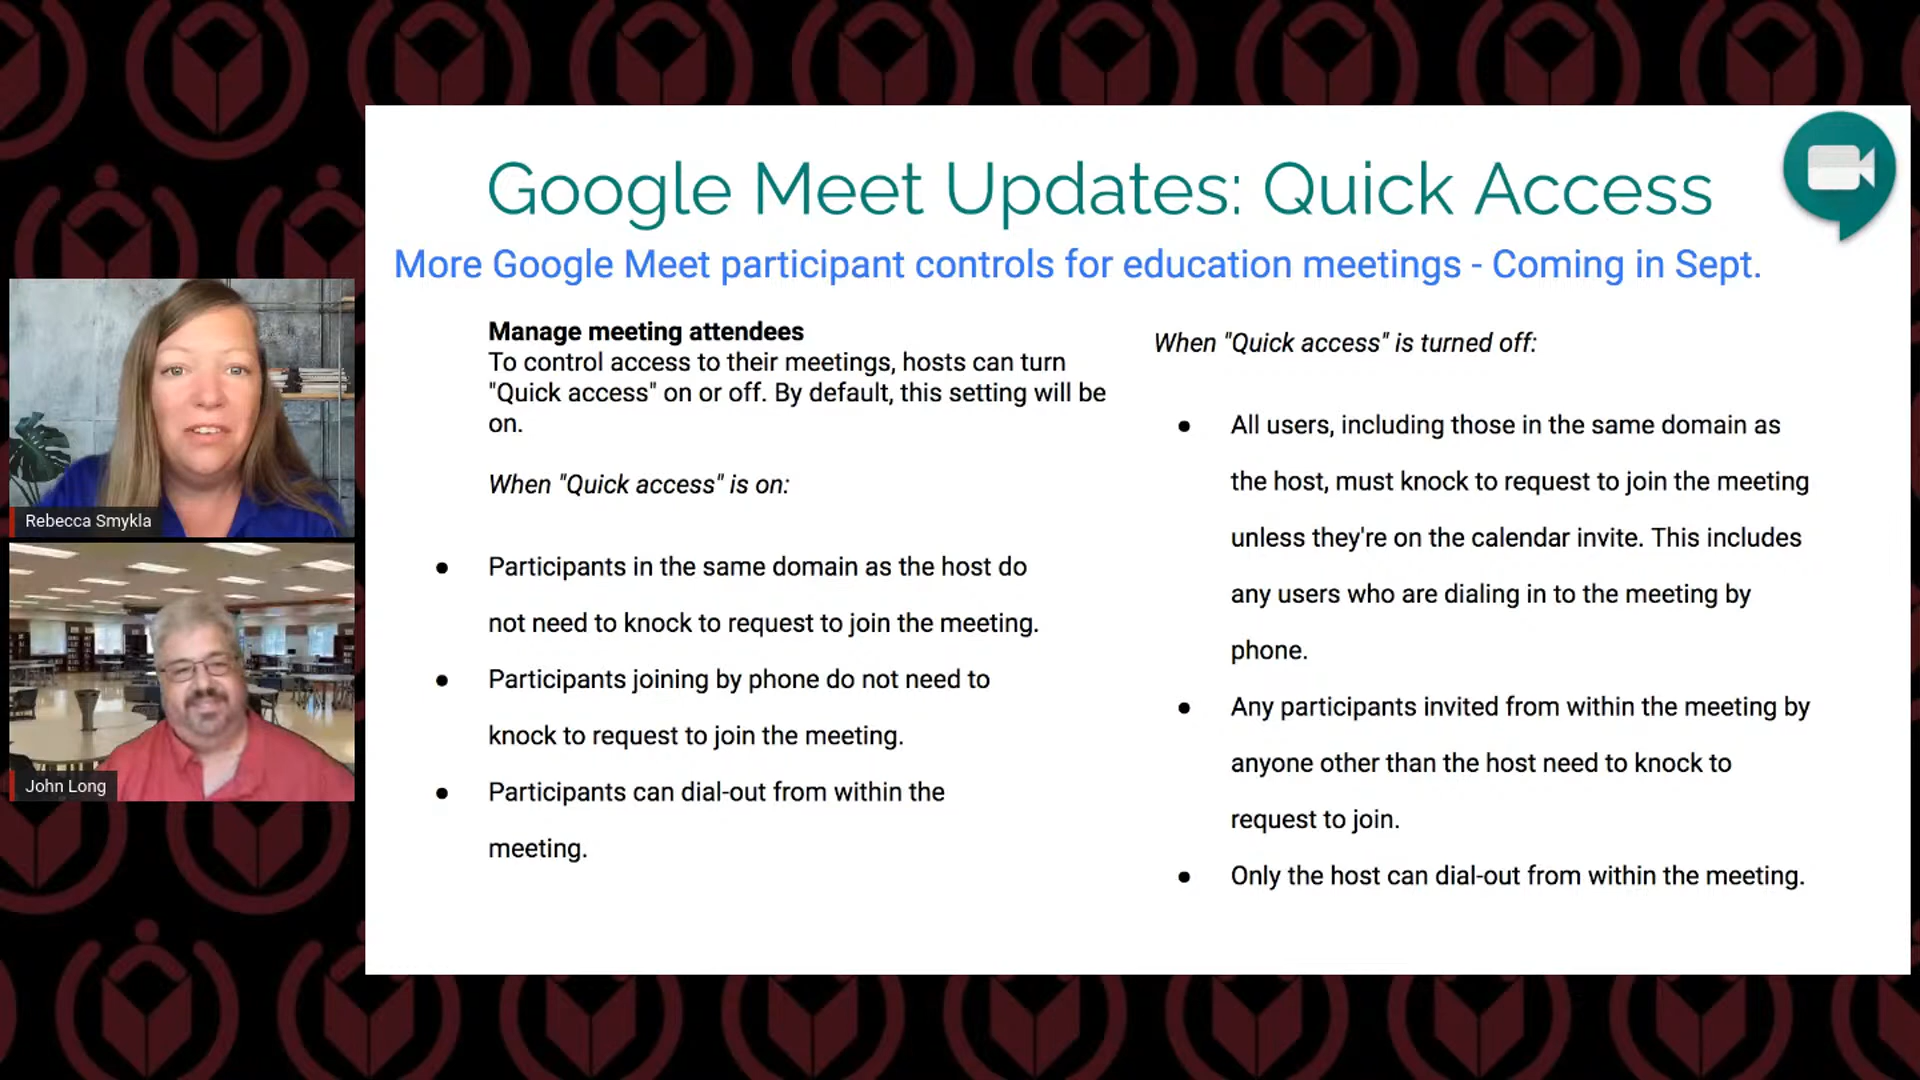 Google Meet Updates: Quick Access
More Google Meet participant controls for education meetings - Coming in Sept.
Manage meeting attendees
To control access to their meetings, hosts can turn
"Quick access" on or off. By default, this setting will be
on.
When "Quick access" is on:
● Participants in the same domain as the host do
not need to knock to request to join the meeting.
● Participants joining by phone do not need to
knock to request to join the meeting.
● Participants can dial-out from within the
meeting.
When "Quick access" is turned off:
● All users, including those in the same domain as
the host, must knock to request to join the meeting
unless they're on the calendar invite. This includes
any users who are dialing in to the meeting by
phone.
● Any participants invited from within the meeting by
anyone other than the host need to knock to
request to join.
● Only the host can dial-out from within the meeting.
Rebecca Smykla
John Long